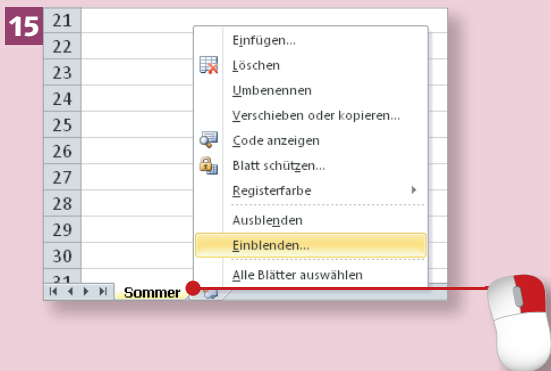 15
21
22
23
24
25
26
27
28
29
30
31
Einfügen...
Löschen
Umbenennen
Verschieben oder kopieren...
Code anzeigen
Blatt schützen...
Registerfarbe
Ausblenden
Einblenden...
Alle Blätter auswählen
Sommer